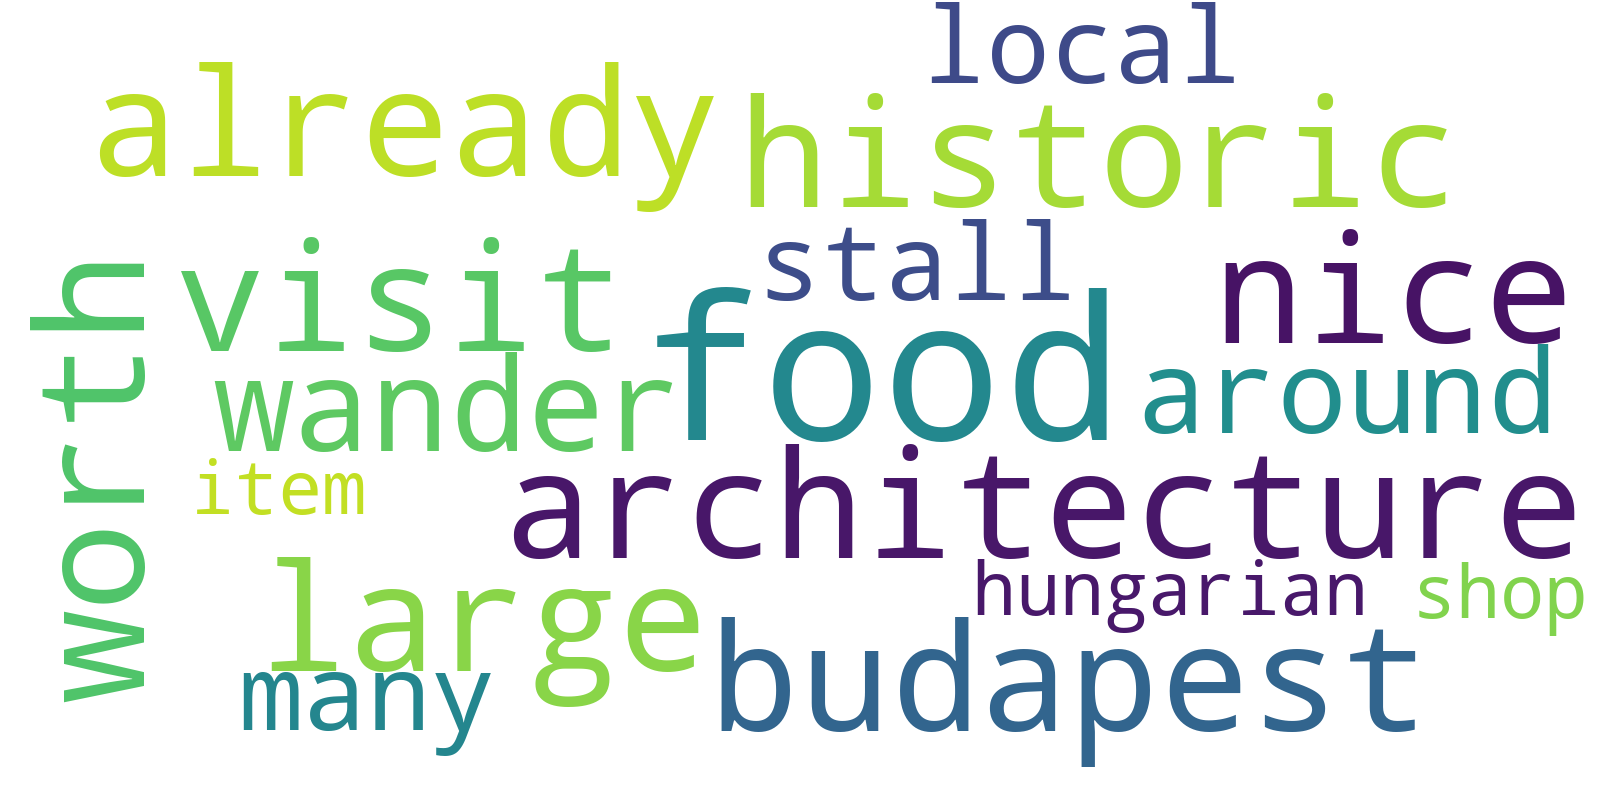 local
already
historic
stall
visit
nice
worth
food
wander
around
item
architecture
large
hungarian
shop
many
budapest